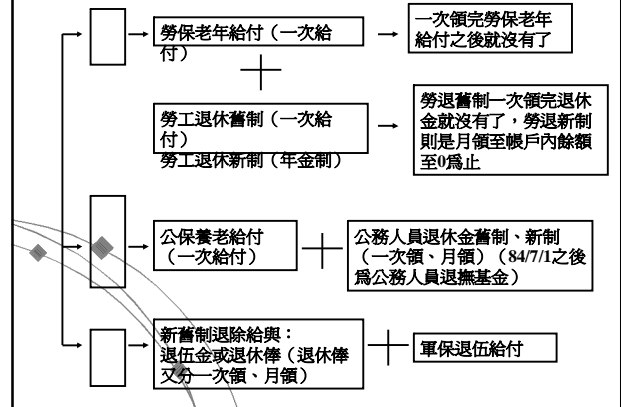 勞保老年給付（一次給
付）
一次領完勞保老年
給付之後就沒有了
勞工退休舊制（一次給
付）
勞工退休新制（年金制）
勞退舊制一次領完退休
金就沒有了，勞退新制
則是月領至帳戶內餘額
至0為止
公保養老給付
（一次給付）
公務人員退休金舊制、新制
（一次領、月領）（84/7/1之後
為公務人員退撫基金）
新舊制退除給與：
退伍金或退休俸（退休俸
又分一次領、月領）
軍保退伍給付